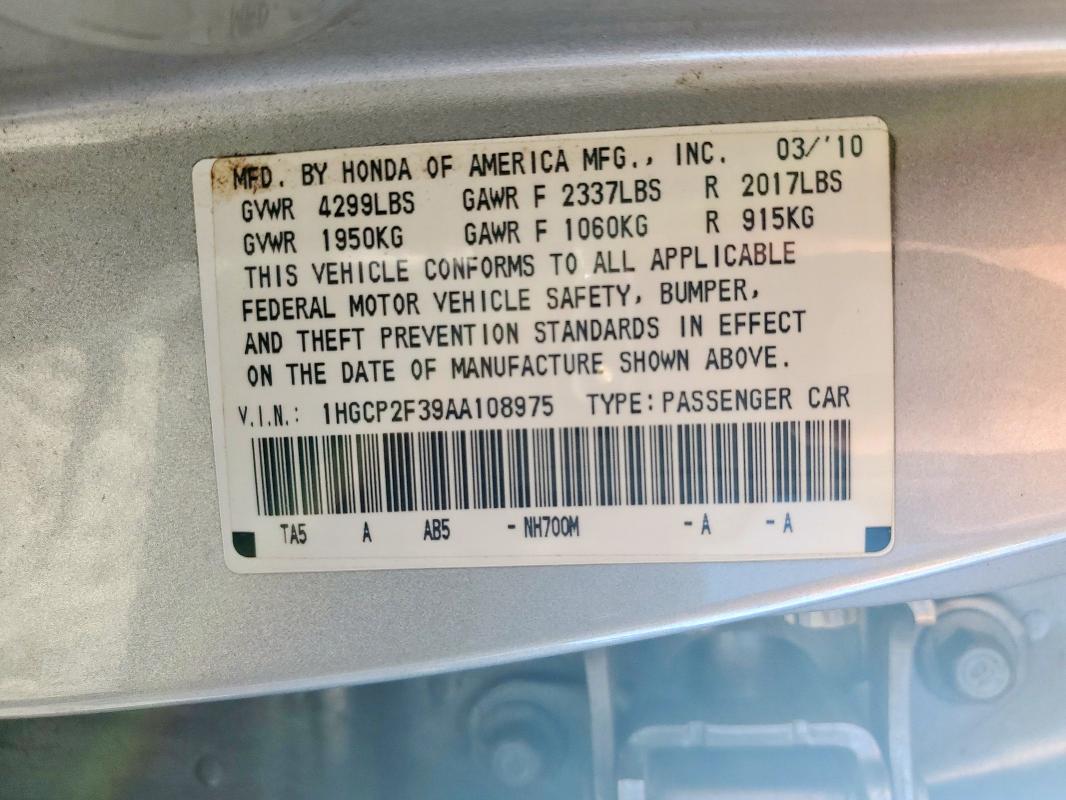 MFD. BY HONDA OF AMERICA MFG., INC. 03/'10
GVWR 4299LBS GAWR F 2337LBS R 2017LBS
GVWR 1950KG GAWR F 1060KG R 915KG
THIS VEHICLE CONFORMS TO ALL APPLICABLE
FEDERAL MOTOR VEHICLE SAFETY, BUMPER,
AND THEFT PREVENTION STANDARDS IN EFFECT
ON THE DATE OF MANUFACTURE SHOWN ABOVE.
V.I.N.: 1HGCP2F39AA108975 TYPE: PASSENGER CAR
TA5 A AB5 - NH700M - A - A